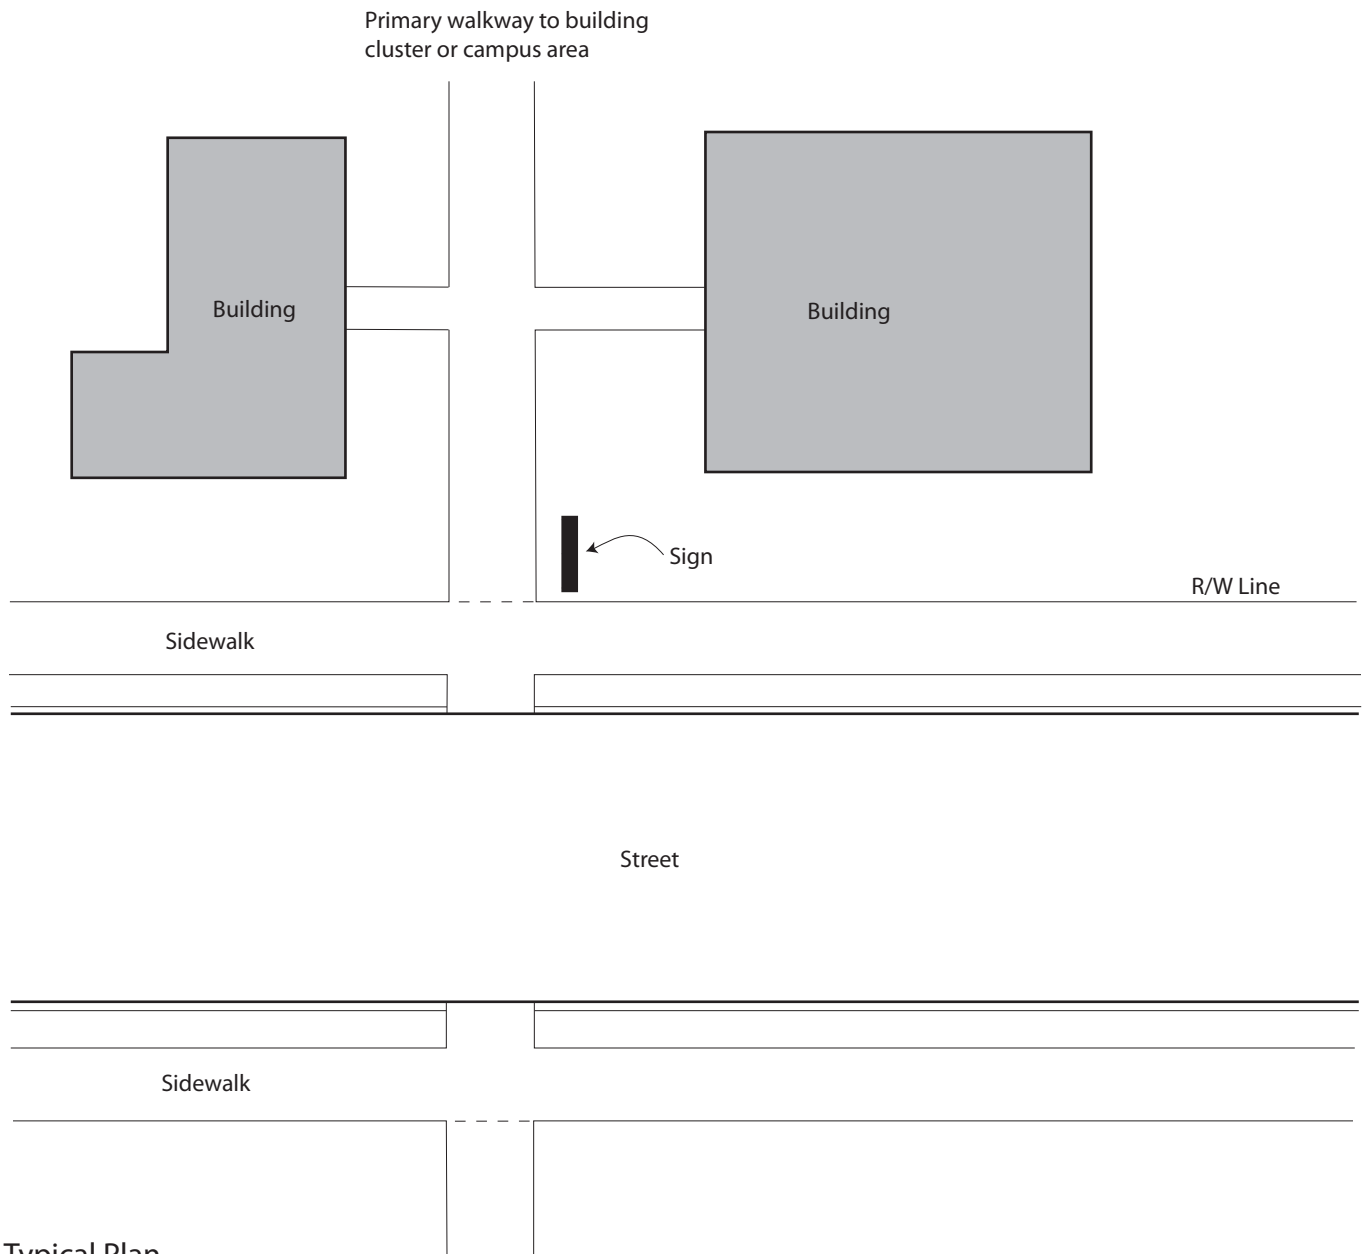 Primary walkway to building
cluster or campus area
Building
Building
Sign
R/W Line
Sidewalk
Street
Sidewalk
Typical Plan